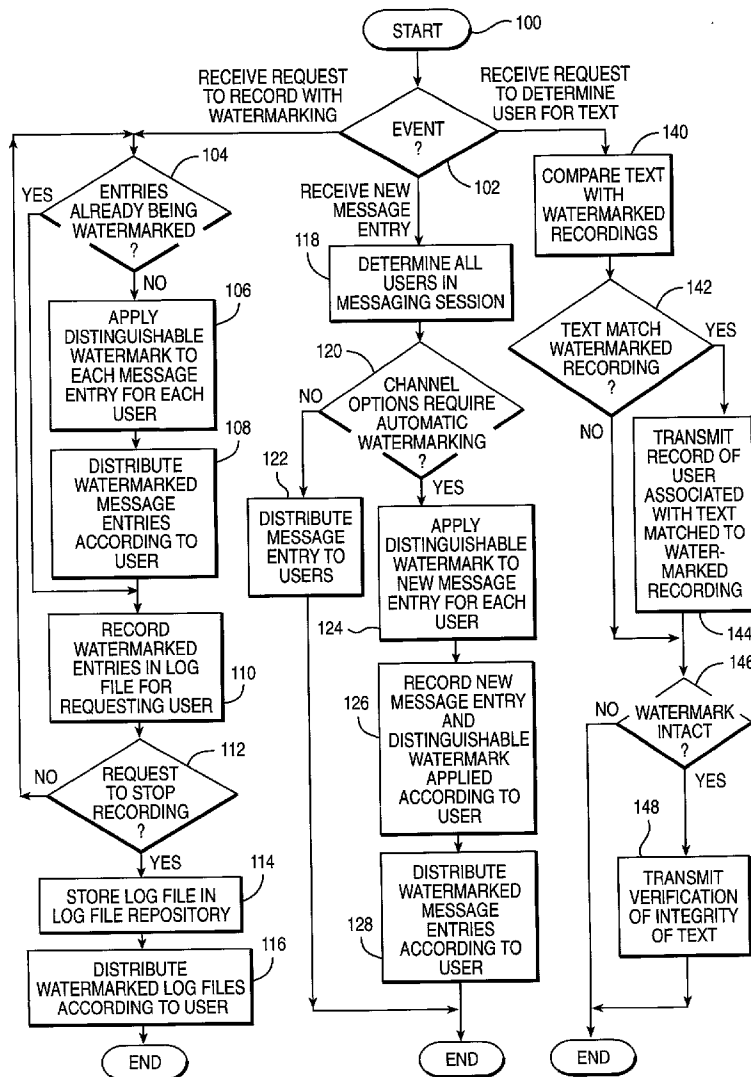 START
100
RECEIVE REQUEST
TO RECORD WITH
WATERMARKING
RECEIVE REQUEST
TO DETERMINE
USER FOR TEXT
EVENT
?
102
104
YES
ENTRIES
ALREADY BEING
WATERMARKED
?
NO
106
APPLY
DISTINGUISHABLE
WATERMARK TO
EACH MESSAGE
ENTRY FOR EACH
USER
108
DISTRIBUTE
WATERMARKED
MESSAGE
ENTRIES
ACCORDING TO
USER
RECORD
WATERMARKED
ENTRIES IN LOG
FILE FOR
REQUESTING USER
110
112
NO
REQUEST
TO STOP
RECORDING
?
YES
114
STORE LOG FILE IN
LOG FILE REPOSITORY
116
DISTRIBUTE
WATERMARKED LOG FILES
ACCORDING TO USER
END
RECEIVE NEW
MESSAGE
ENTRY
118
DETERMINE ALL
USERS IN
MESSAGING SESSION
120
NO
CHANNEL
OPTIONS REQUIRE
AUTOMATIC
WATERMARKING
?
YES
122
DISTRIBUTE
MESSAGE
ENTRY TO
USERS
APPLY
DISTINGUISHABLE
WATERMARK TO
NEW MESSAGE
ENTRY FOR EACH
USER
124
126
RECORD NEW
MESSAGE ENTRY
AND
DISTINGUISHABLE
WATERMARK
APPLIED
ACCORDING TO
USER
DISTRIBUTE
WATERMARKED
MESSAGE
ENTRIES
ACCORDING TO
USER
128
END
140
COMPARE TEXT
WITH
WATERMARKED
RECORDINGS
142
TEXT MATCH
WATERMARKED
RECORDING
?
YES
NO
TRANSMIT
RECORD OF
USER
ASSOCIATED
WITH TEXT
MATCHED TO
WATER-
MARKED
RECORDING
144
146
NO
WATERMARK
INTACT
?
YES
148
TRANSMIT
VERIFICATION
OF INTEGRITY
OF TEXT
END